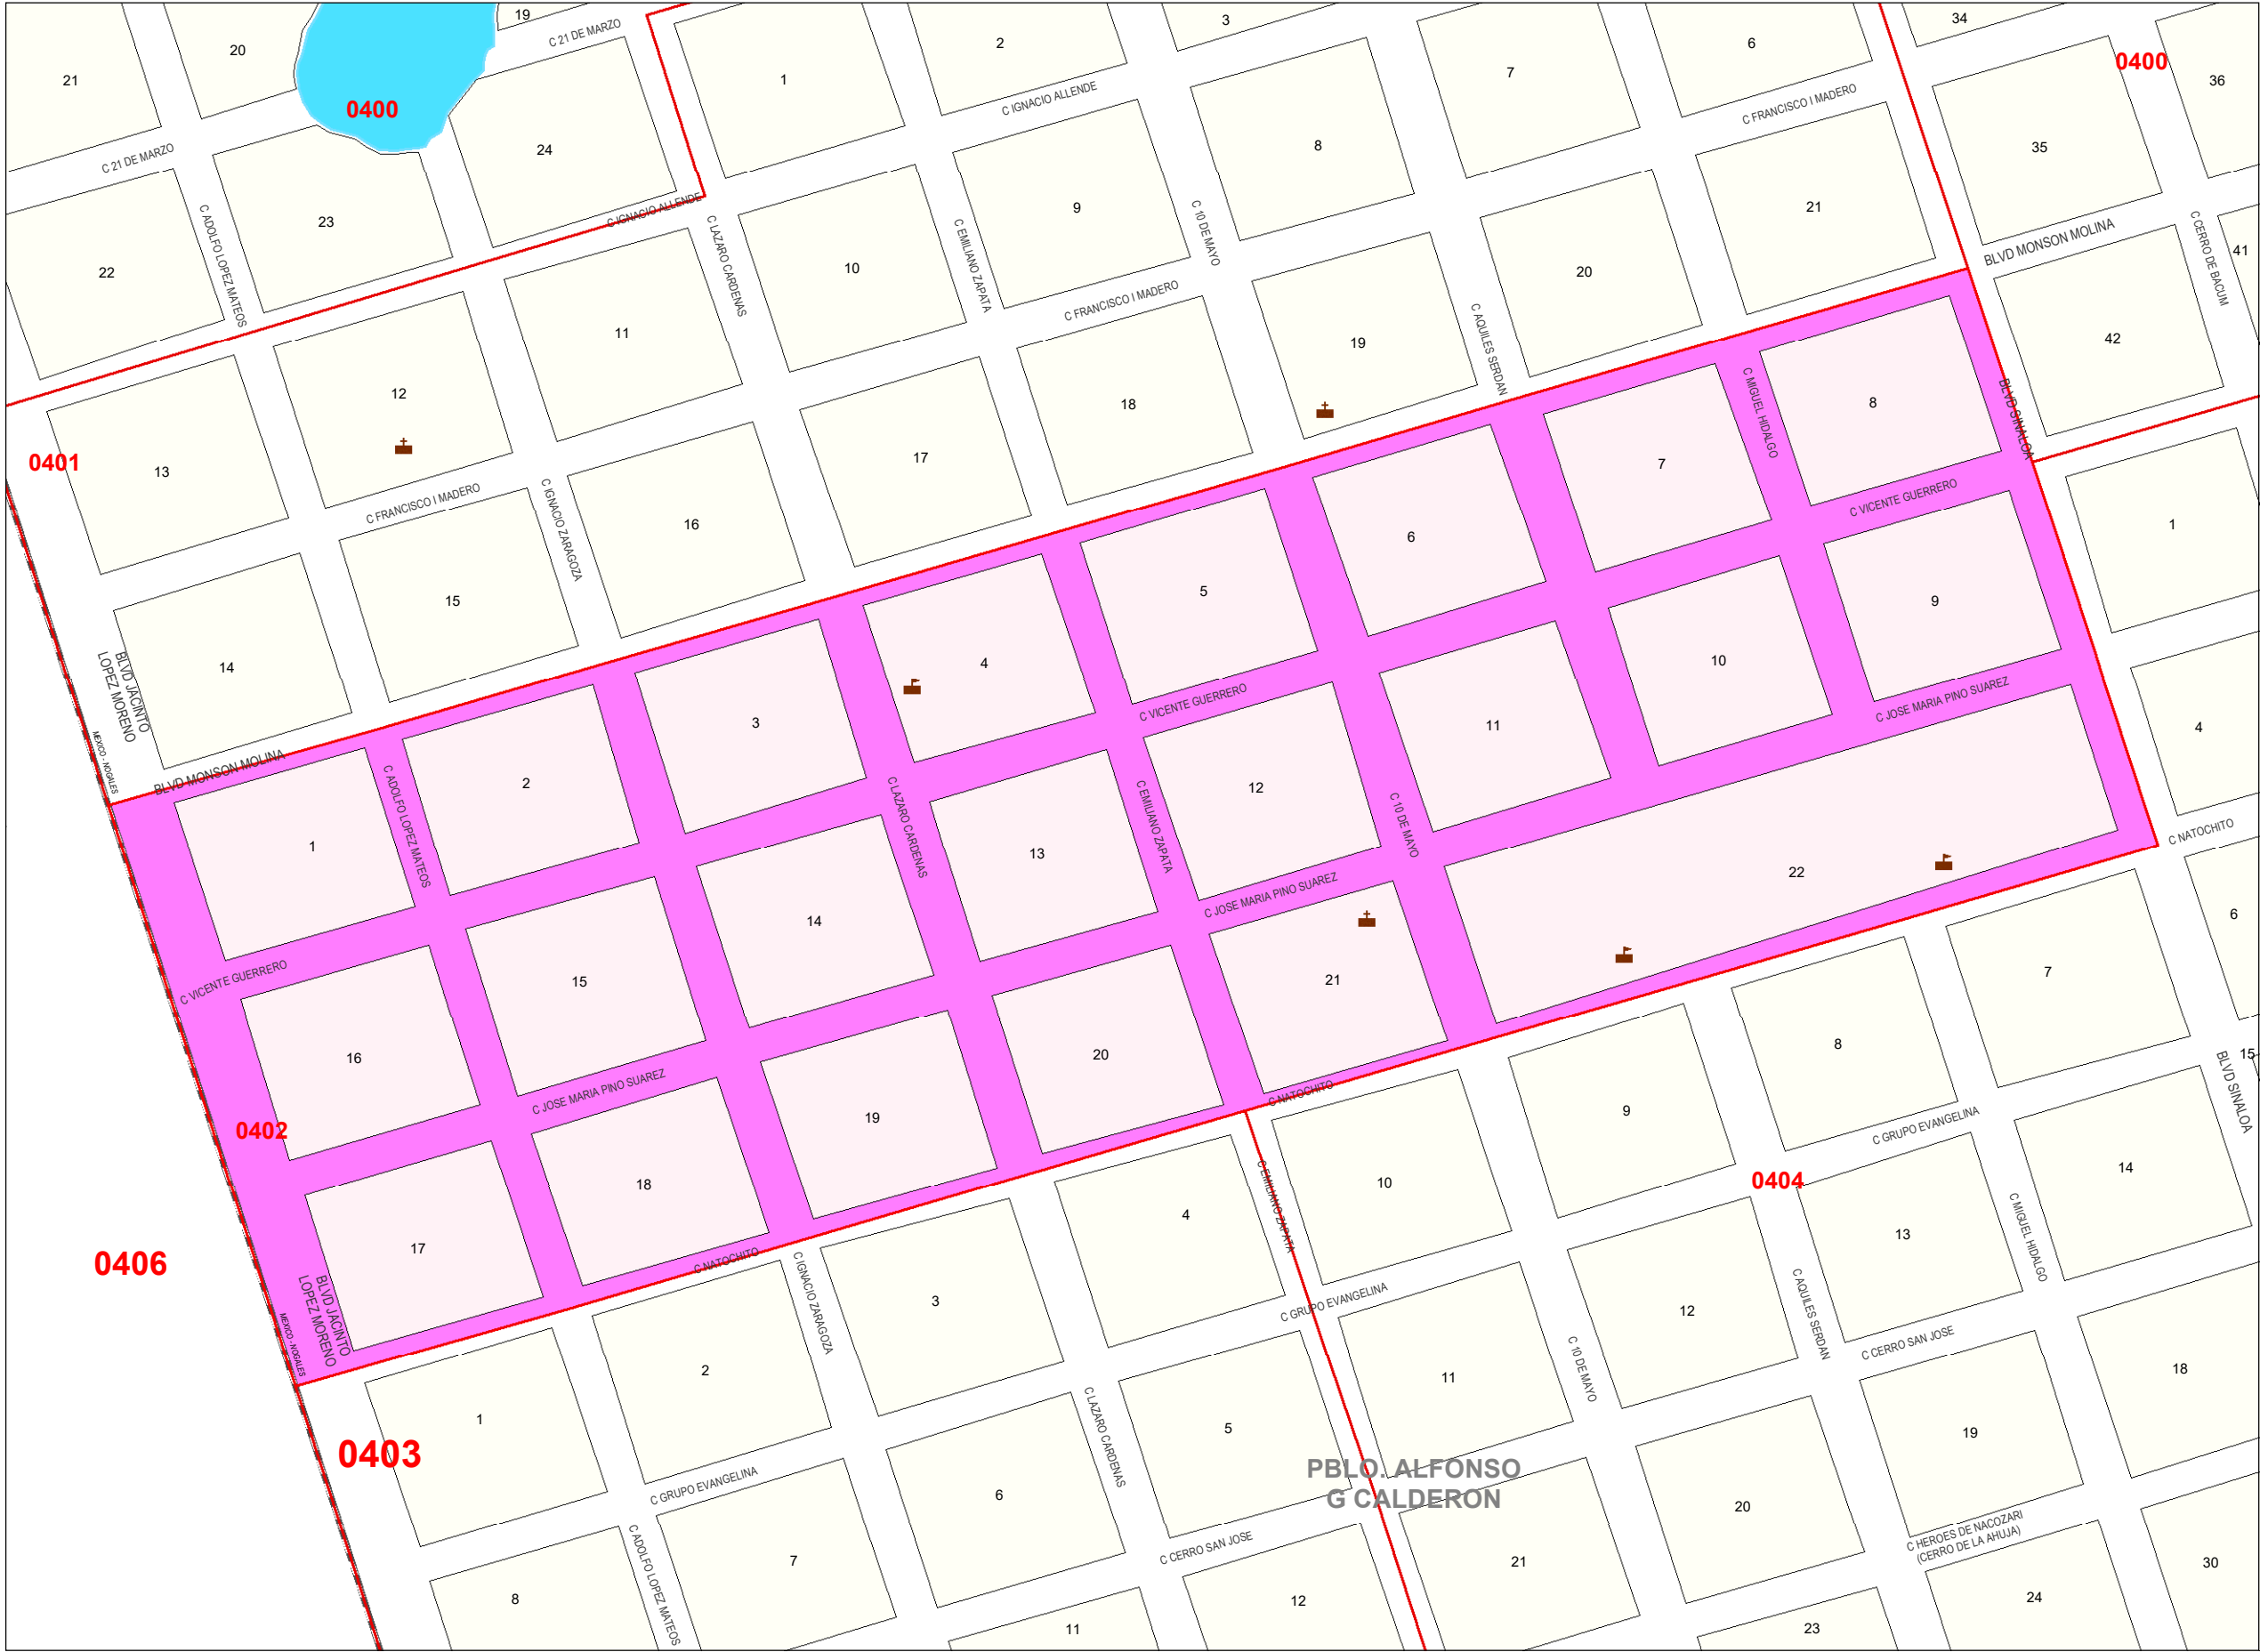 19
C 21 DE MARZO
3
34
20
2
6
0400
21
1
7
36
0400
C IGNACIO ALLENDE
C FRANCISCO I MADERO
24
8
35
C 21 DE MARZO
23
9
21
C ADOLFO LOPEZ MATEOS
C IGNACIO ALLENDE
C LAZARO CARDENAS
C EMILIANO ZAPATA
C 10 DE MAYO
BLVD MONSON MOLINA
C CERRO DE BACUM
41
22
10
20
C FRANCISCO I MADERO
11
19
C AQUILES SERDAN
42
12
18
C MIGUEL HIDALGO
8
BLVD SINALOA
0401
13
17
7
C FRANCISCO I MADERO
C IGNACIO ZARAGOZA
16
C VICENTE GUERRERO
1
6
15
5
9
14
BLVD JACINTO
LOPEZ MORENO
4
10
C VICENTE GUERRERO
C JOSE MARIA PINO SUAREZ
3
11
4
MEXICO - NOGALES
BLVD MONSON MOLINA
2
12
C ADOLFO LOPEZ MATEOS
C LAZARO CARDENAS
C EMILIANO ZAPATA
C 10 DE MAYO
C NATOCHITO
1
13
22
C JOSE MARIA PINO SUAREZ
14
6
C VICENTE GUERRERO
15
21
7
16
20
8
15
C JOSE MARIA PINO SUAREZ
C NATOCHITO
BLVD SINALOA
0402
19
9
C GRUPO EVANGELINA
18
10
0404
14
C EMILIANO ZAPATA
17
4
13
C MIGUEL HIDALGO
0406
C NATOCHITO
C IGNACIO ZARAGOZA
3
C GRUPO EVANGELINA
12
C AQUILES SERDAN
BLVD JACINTO
LOPEZ MORENO
MEXICO - NOGALES
C CERRO SAN JOSE
2
11
C 10 DE MAYO
18
1
5
19
C LAZARO CARDENAS
0403
PBLO. ALFONSO
G CALDERON
C GRUPO EVANGELINA
6
20
C HEROES DE NACOZARI
(CERRO DE LA AHUJA)
C CERRO SAN JOSE
C ADOLFO LOPEZ MATEOS
7
21
30
8
12
24
11
23